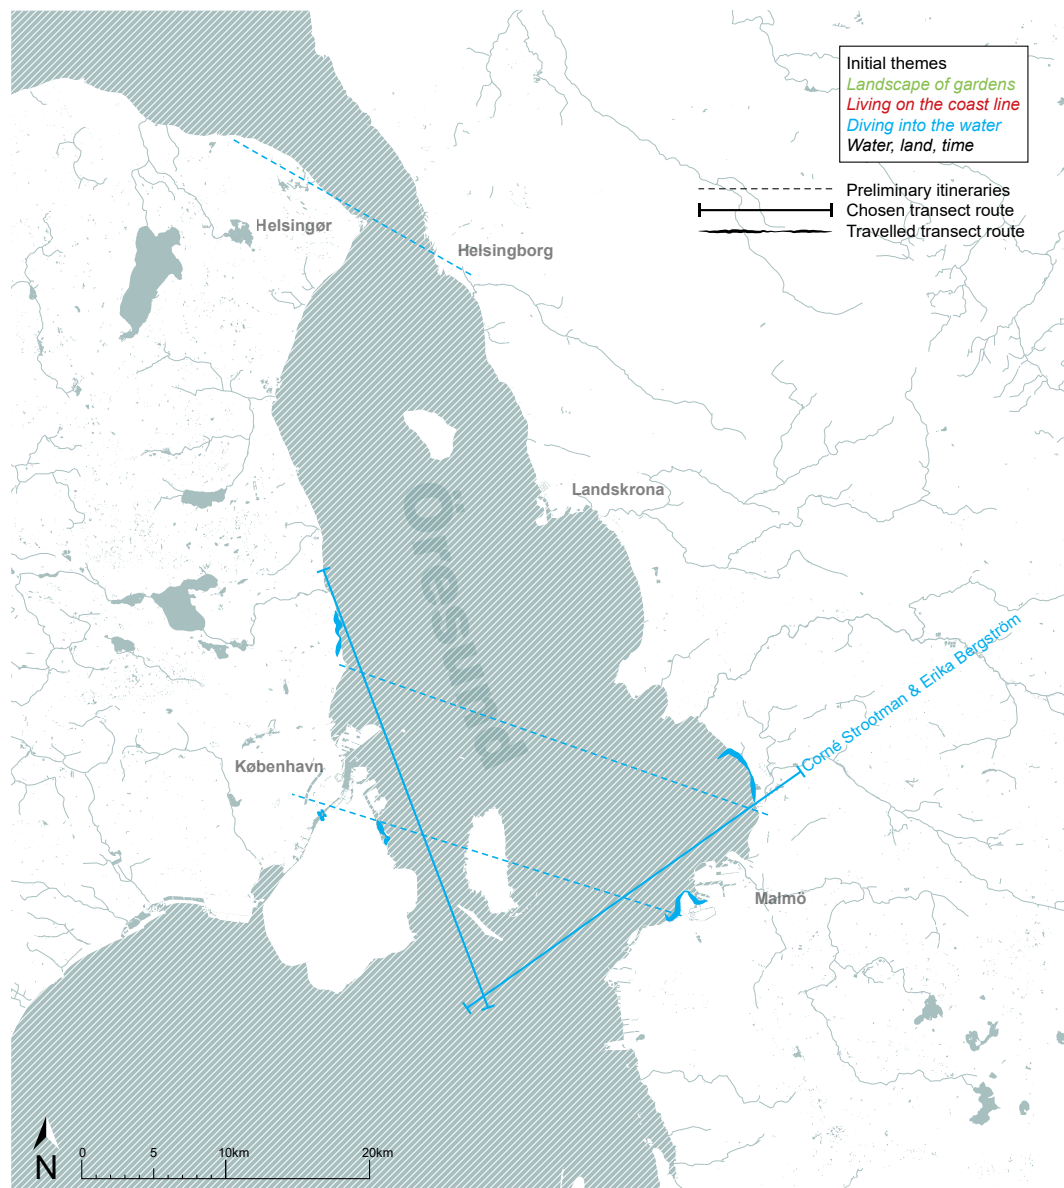 Initial themes
Landscape of gardens
Living on the coast line
Diving into the water
Water, land, time
Preliminary itineraries
Chosen transect route
Travelled transect route
Helsingør
Helsingborg
Landskrona
Öresund
Corné Strootman & Erika Bergström
København
Malmö
N
0 5 10km 20km